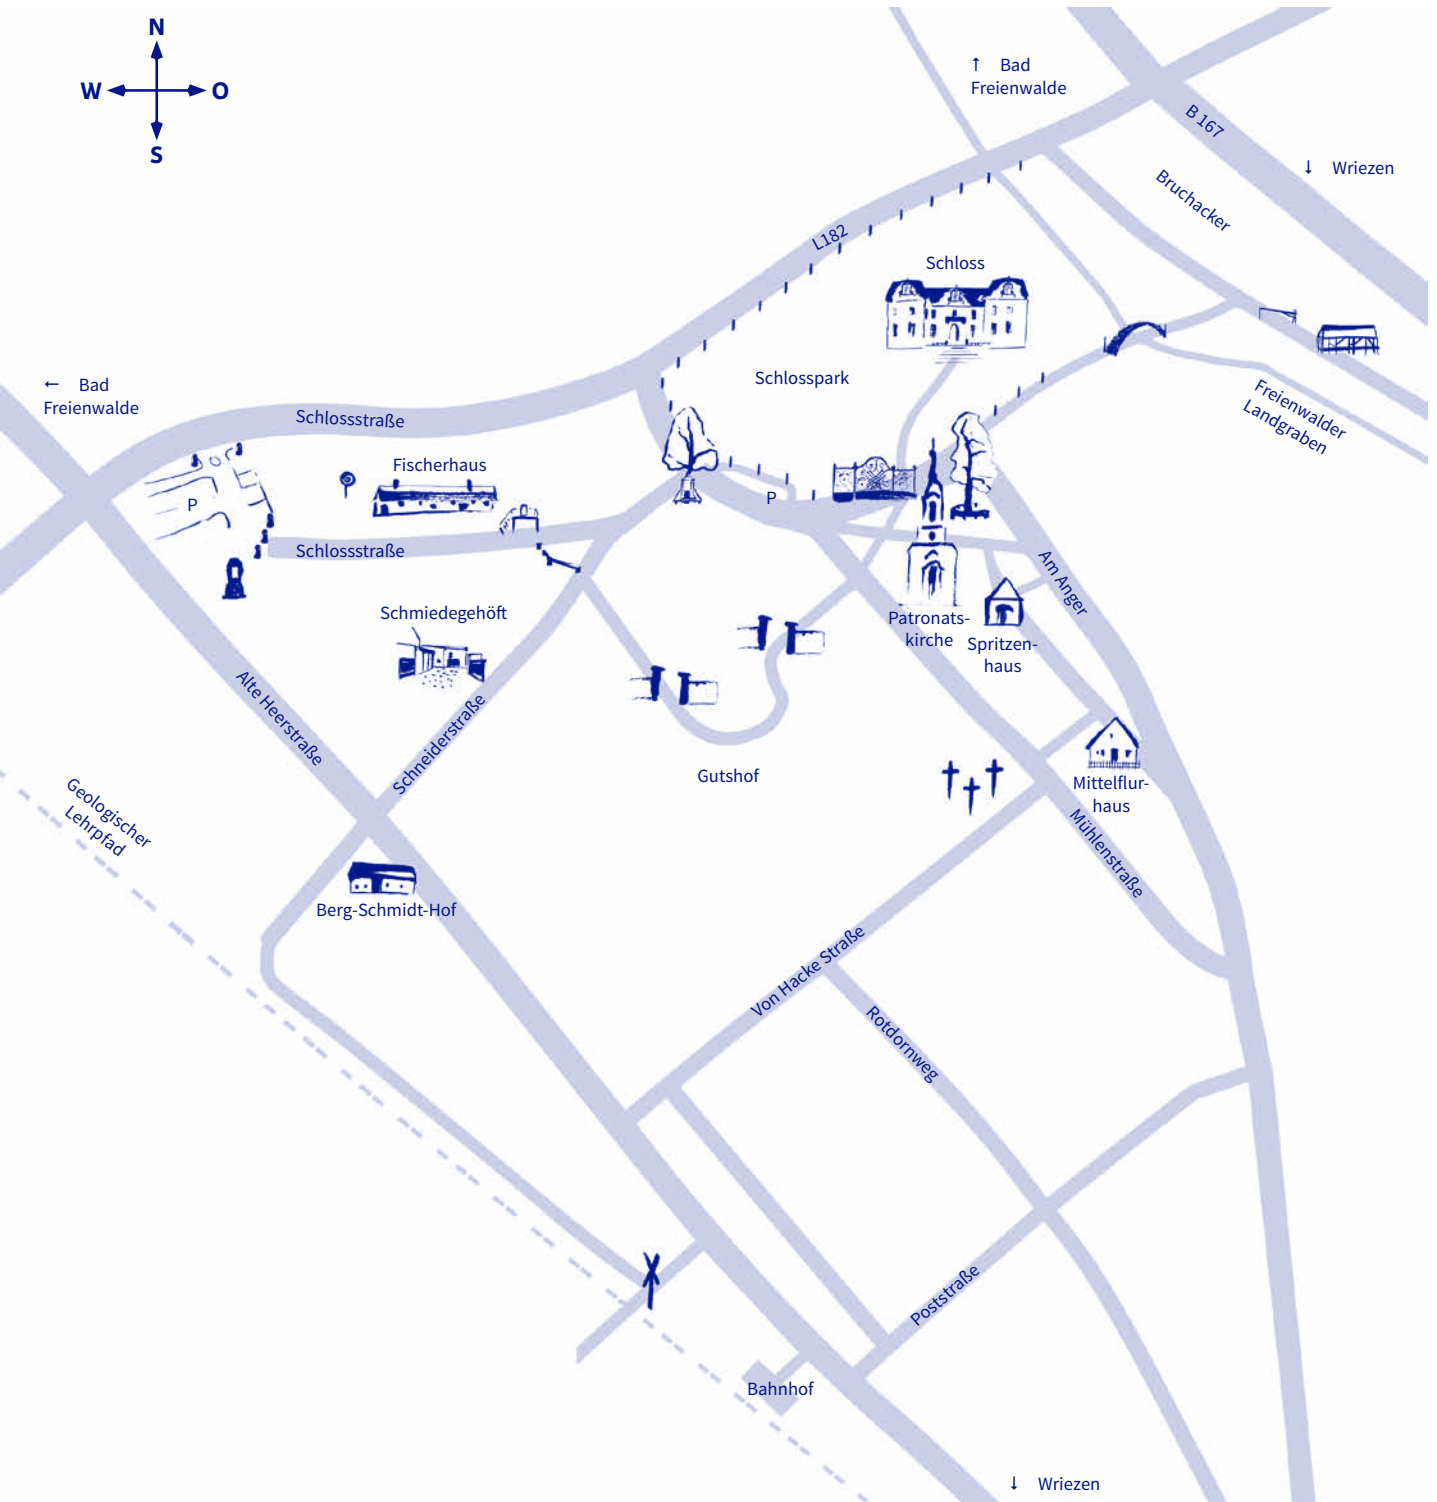 N
W O
S
↑ Bad
Freienwalde
B 167
↓ Wriezen
Bruchacker
L182
Schloss
Schlosspark
← Bad
Freienwalde
Schlossstraße
Freienwalder
Landgraben
Fischerhaus
P
P
Schlossstraße
Am Anger
Schmiedegehöft
Patronats-
kirche
Spritzen-
haus
Alte Heerstraße
Schneiderstraße
Gutshof
Mittelflur-
haus
Geologischer
Lehrpfad
Mühlenstraße
Berg-Schmidt-Hof
Von Hacke Straße
Rotdornweg
Poststraße
Bahnhof
↓ Wriezen